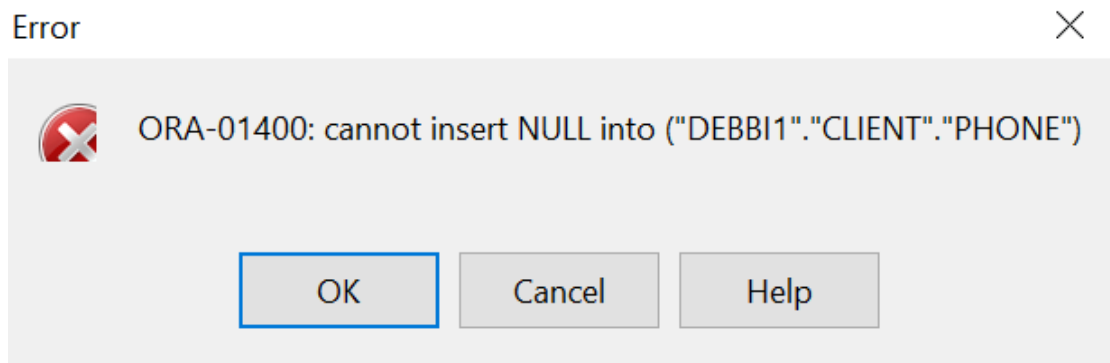 Error
ORA-01400: cannot insert NULL into ("DEBBI1"."CLIENT"."PHONE")
OK
Cancel
Help